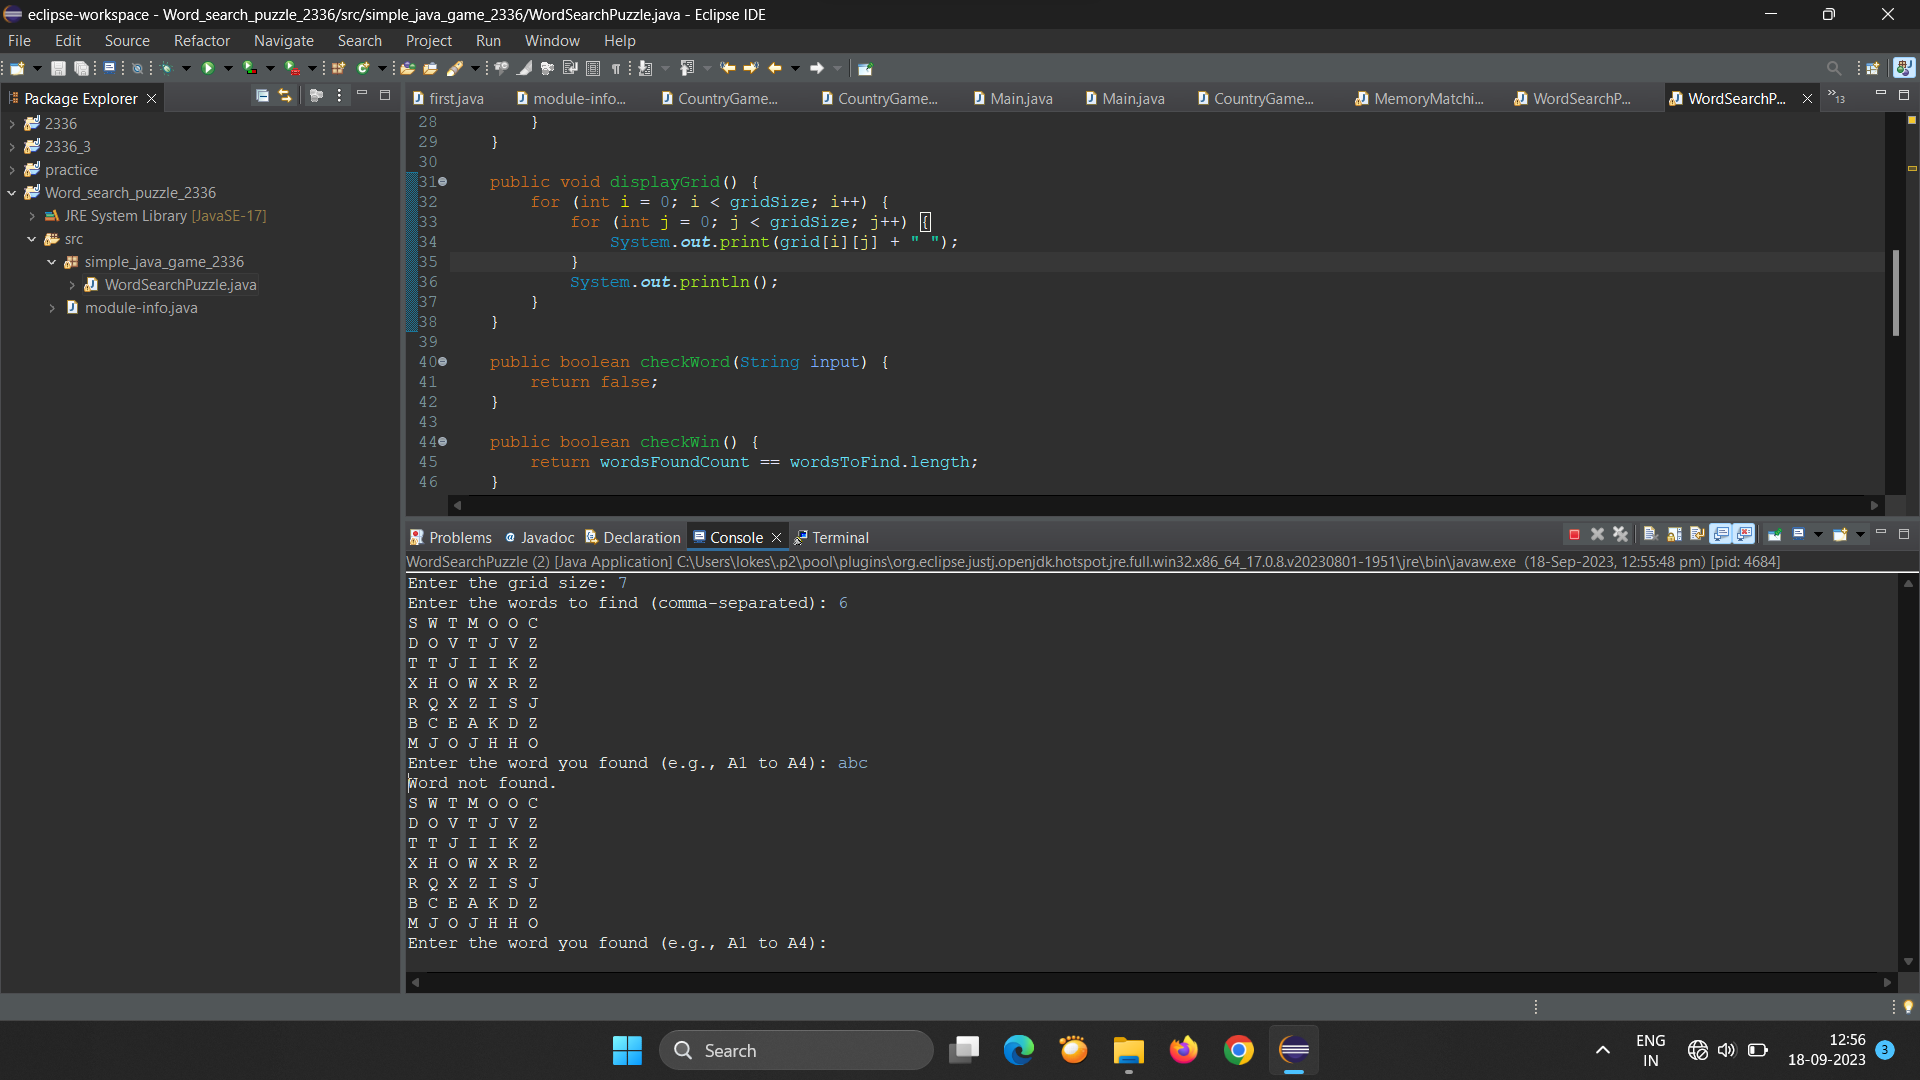 eclipse-workspace - Word_search_puzzle_2336/src/simple_java_game_2336/WordSearchPuzzle.java - Eclipse IDE
File Edit Source Refactor Navigate Search Project Run Window Help
Package Explorer
first.java module-info... CountryGame... CountryGame... Main.java Main.java CountryGame... MemoryMatchi... WordSearchP... WordSearchP... »13
2336
2336_3
practice
Word_search_puzzle_2336
JRE System Library [JavaSE-17]
src
simple_java_game_2336
WordSearchPuzzle.java
module-info.java
28 }
29 }
30
31 public void displayGrid() {
32 for (int i = 0; i < gridSize; i++) {
33 for (int j = 0; j < gridSize; j++) {
34 System.out.print(grid[i][j] + " ");
35 }
36 System.out.println();
37 }
38 }
39
40 public boolean checkWord(String input) {
41 return false;
42 }
43
44 public boolean checkWin() {
45 return wordsFoundCount == wordsToFind.length;
46 }
Problems Javadoc Declaration Console Terminal
WordSearchPuzzle (2) [Java Application] C:\Users\lokes\.p2\pool\plugins\org.eclipse.justj.openjdk.hotspot.jre.full.win32.x86_64_17.0.8.v20230801-1951\jre\bin\javaw.exe (18-Sep-2023, 12:55:48 pm) [pid: 4684]
Enter the grid size: 7
Enter the words to find (comma-separated): 6
S W T M O O C
D O V T J V Z
T T J I I K Z
X H O W X R Z
R Q X Z I S J
B C E A K D Z
M J O J H H O
Enter the word you found (e.g., A1 to A4): abc
Word not found.
S W T M O O C
D O V T J V Z
T T J I I K Z
X H O W X R Z
R Q X Z I S J
B C E A K D Z
M J O J H H O
Enter the word you found (e.g., A1 to A4):
Search
ENG
IN
12:56
18-09-2023
3